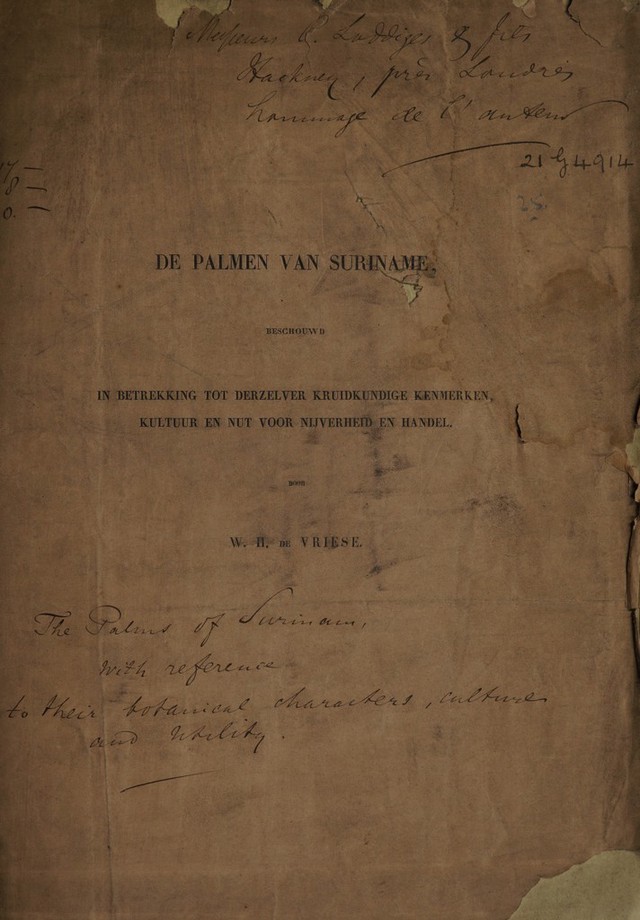 Messieurs C. Loddiges & fils
Hackney, près Londres
hommage de l'auteur
21 G 4914
8 —
0. —
DE PALMEN VAN SURINAME,
BESCHOUWD
IN BETREKKING TOT DERZELVER KRUIDKUNDIGE KENMERKEN,
KULTUUR EN NUT VOOR NIJVERHEID EN HANDEL.
DOOR
W. H. DE VRIESE.
The Palms of Surinam,
with reference
to their botanical characters, culture
and utility.